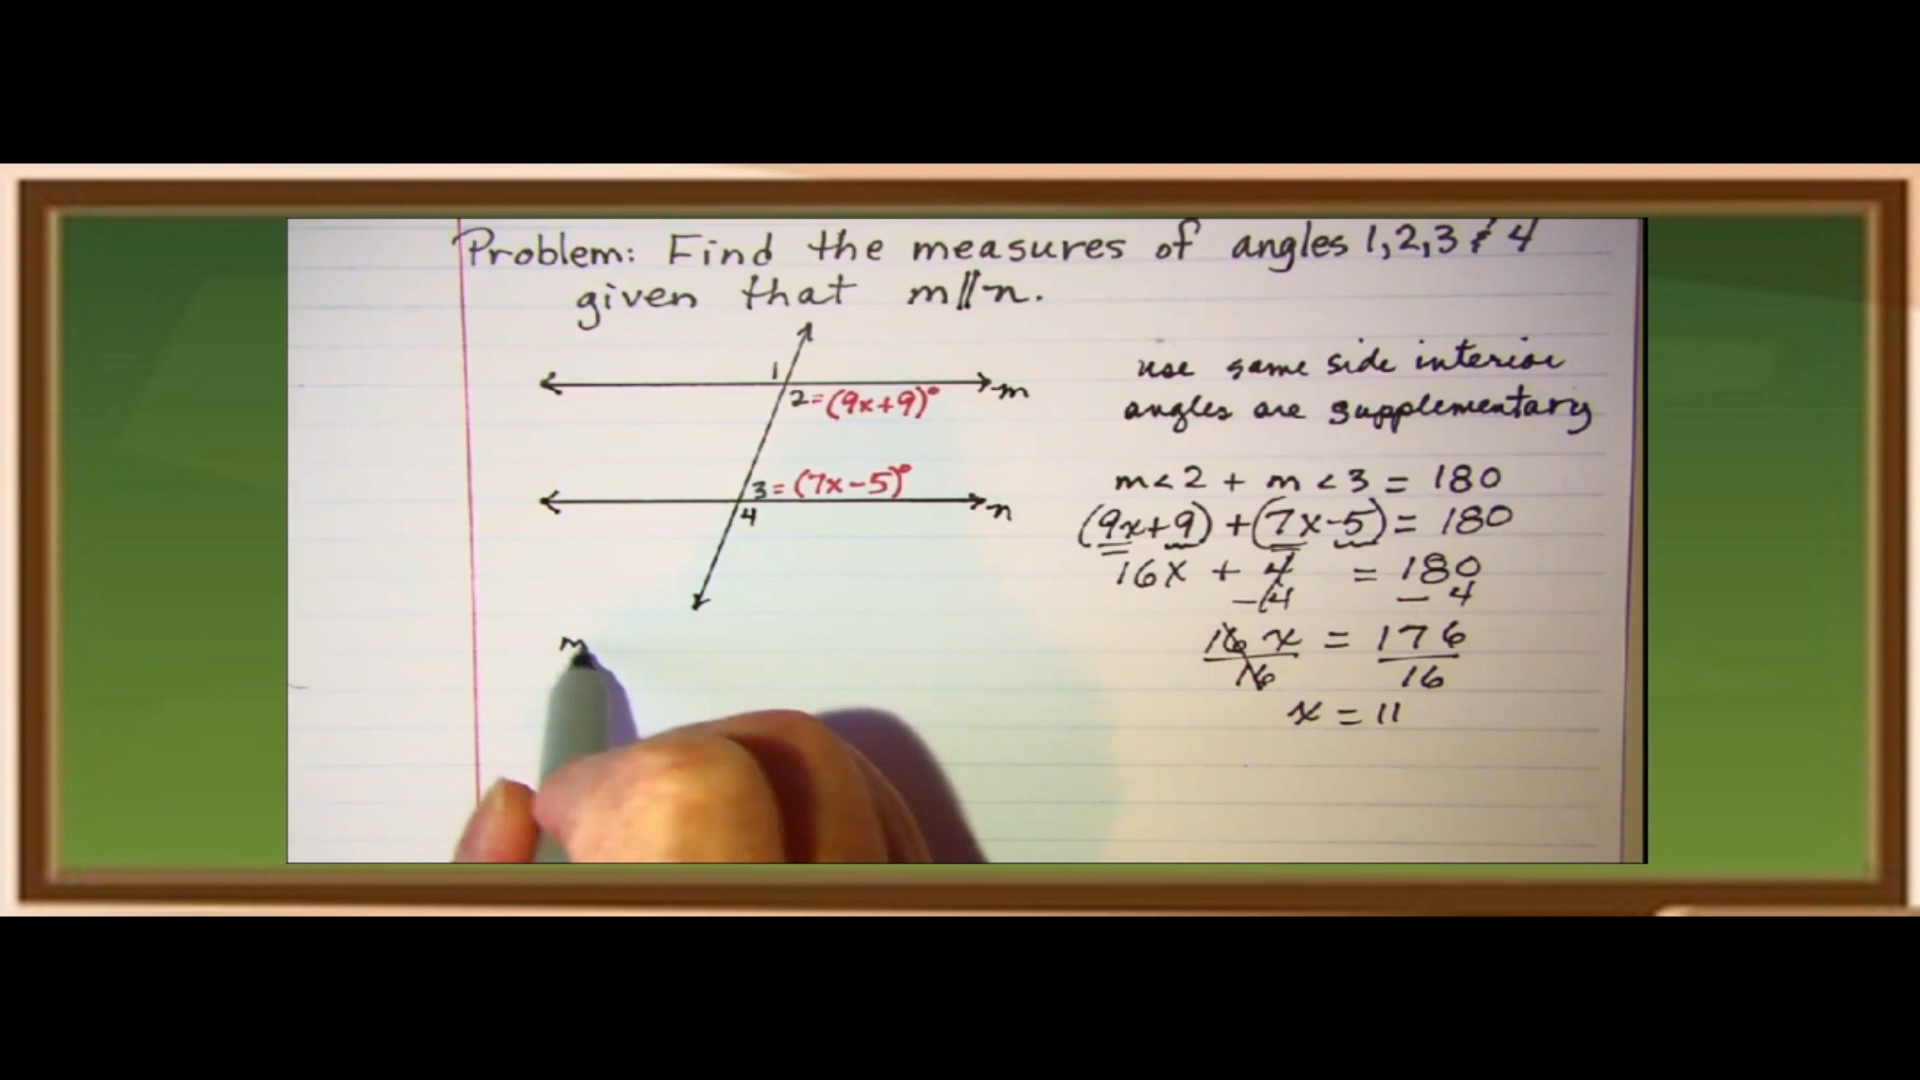 Problem: Find the measures of angles 1,2,3 & 4
given that m∥n.
1
m
2=(9x+9)°
3=(7x-5)°
n
4
use same side interior
angles are supplementary
m<2 + m<3 = 180
(9x+9)+(7x-5)= 180
16x + 4 = 180
-4 - 4
16x = 176
16 16
x = 11
m